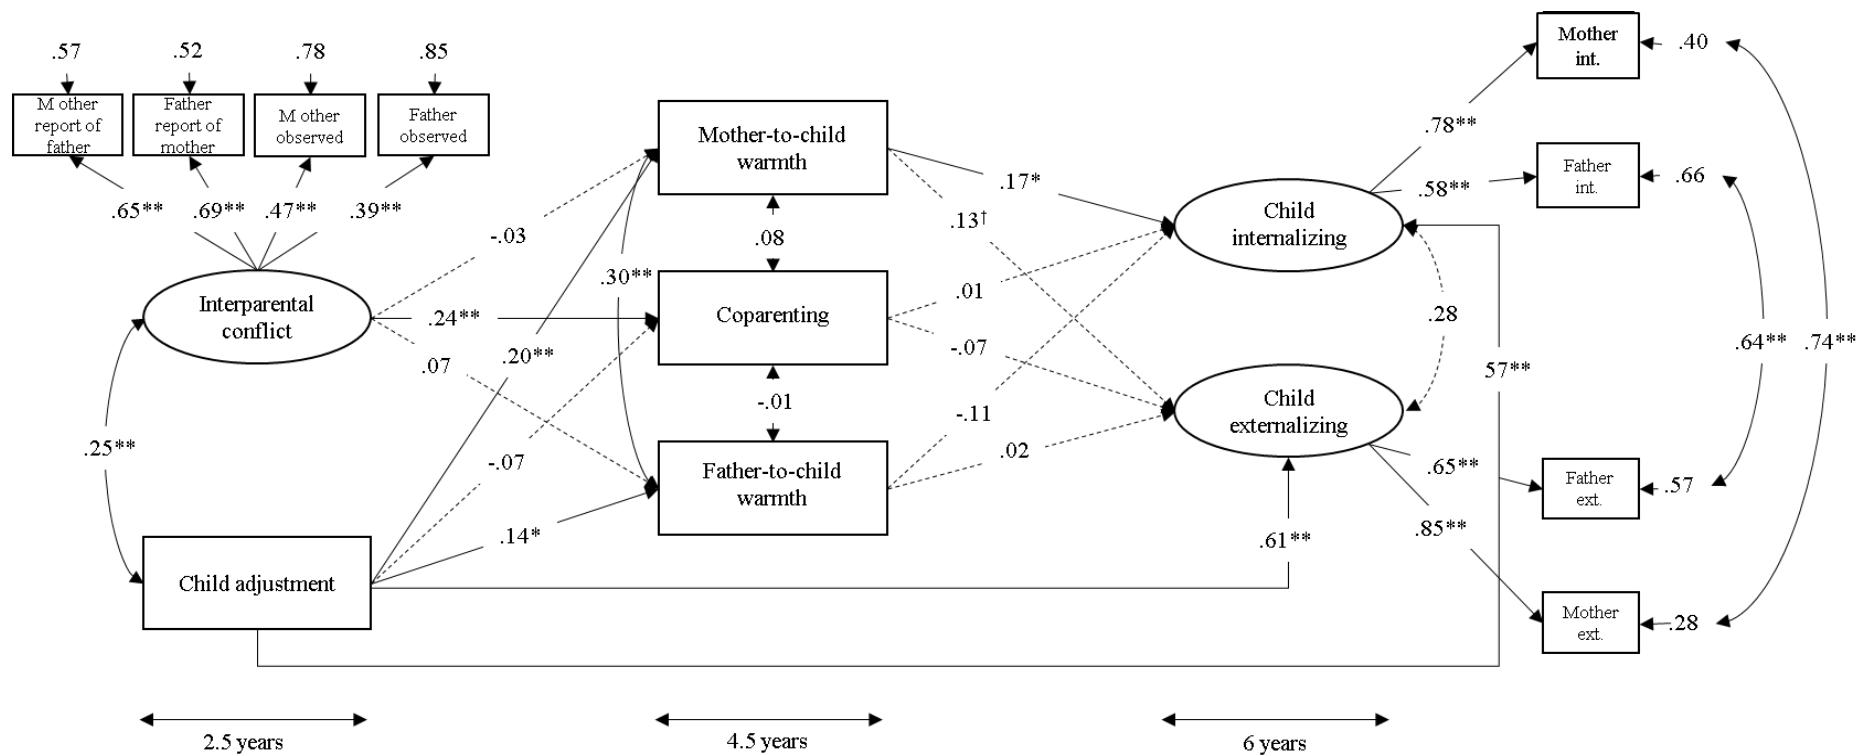 .57
.52
.78
.85
M other
report of
father
Father
report of
mother
M other
observed
Father
observed
.65**
.69**
.47**
.39**
Interparental
conflict
.25**
Child adjustment
-.03
.24**
.07
.20**
-.07
.14*
.30**
Mother-to-child
warmth
.08
Coparenting
-.01
Father-to-child
warmth
.17*
.13†
.01
-.07
-.11
.02
.61**
Child
internalizing
.28
Child
externalizing
57**
.78**
.58**
.65**
.85**
Mother
int.
.40
Father
int.
.66
.64**
.74**
Father
ext.
.57
Mother
ext.
.28
2.5 years
4.5 years
6 years